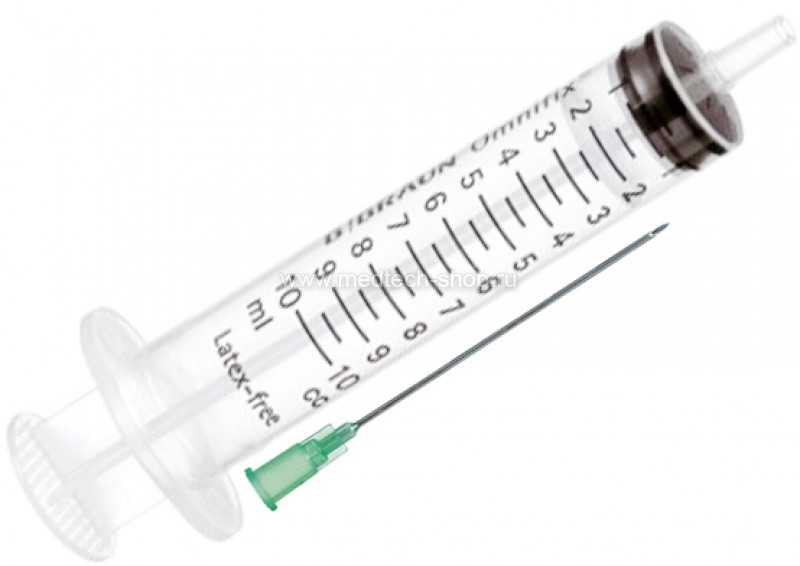 B|BRAUN Omnifix®
2 3 4 5 6 7 8 9 10 ml
2 3 4 5 6 7 8 9 10 cc
Latex-free
www.medtech-shop.ru